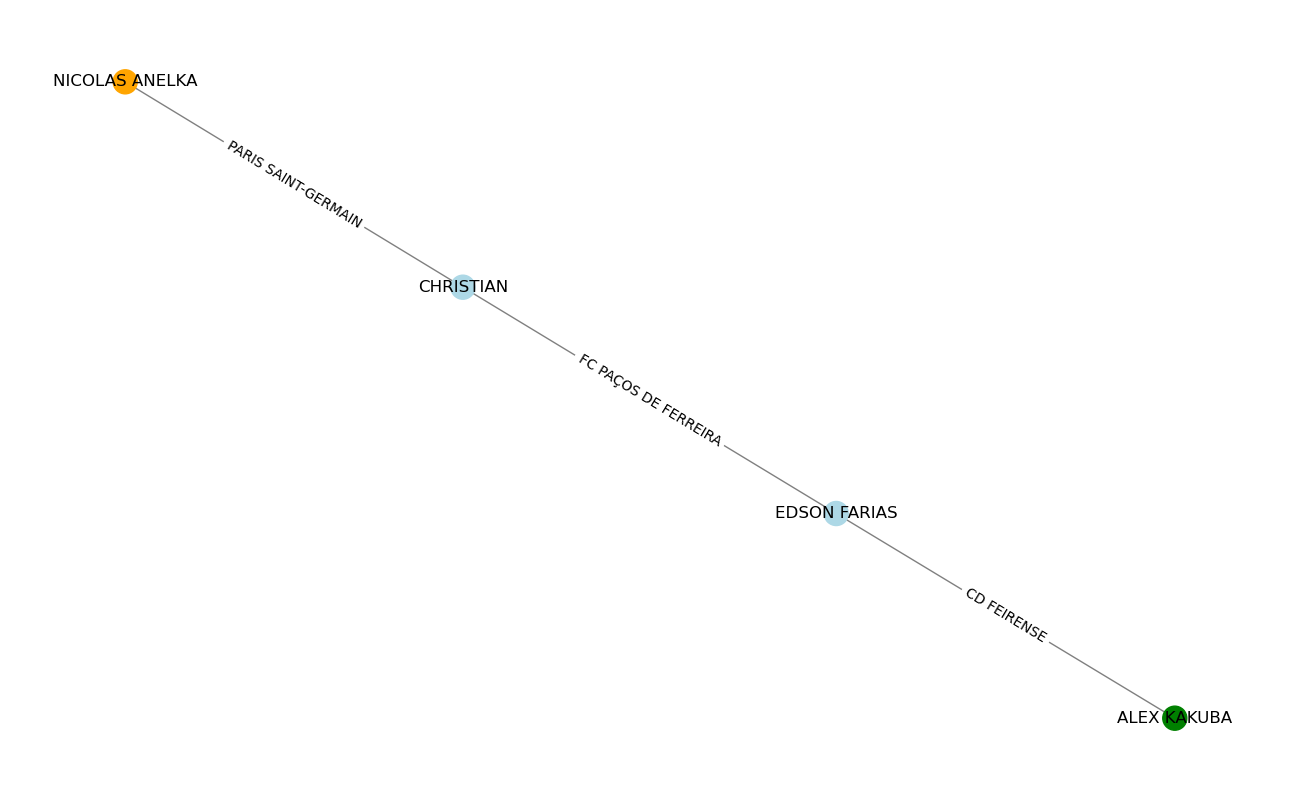 NICOLAS ANELKA
PARIS SAINT-GERMAIN
CHRISTIAN
FC PAÇOS DE FERREIRA
EDSON FARIAS
CD FEIRENSE
ALEX KAKUBA